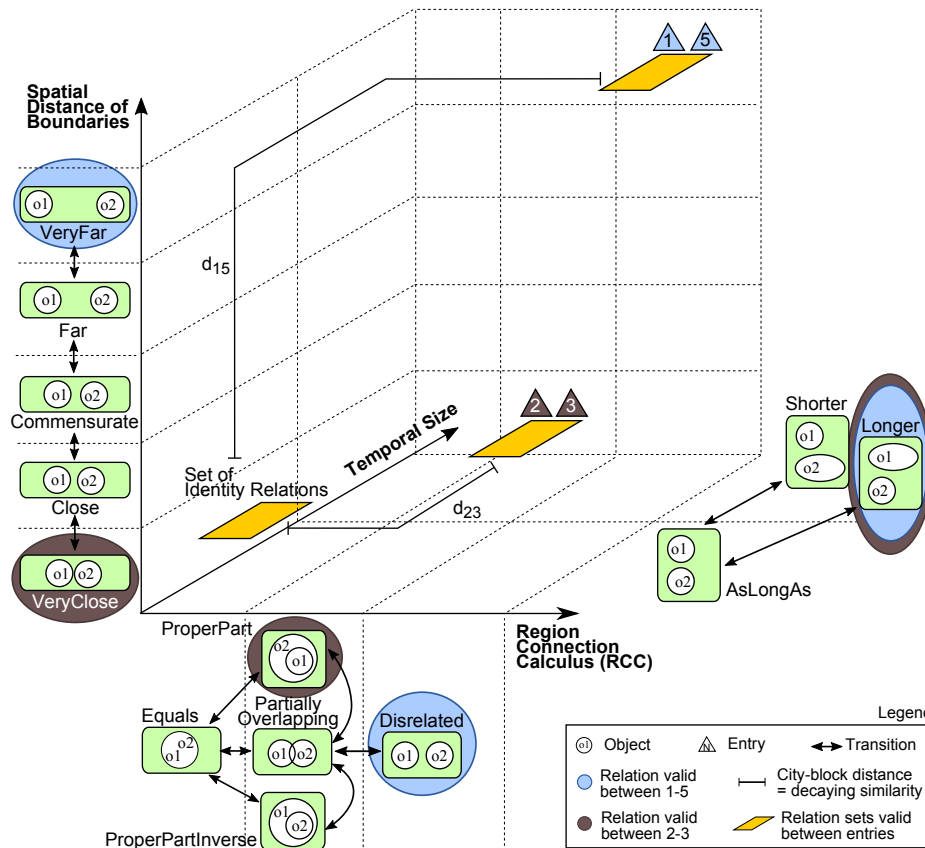 1 5
Spatial
Distance of
Boundaries
o1 o2
VeryFar
d15
o1 o2
Far
2 3
o1 o2
Commensurate
Temporal Size
Shorter
Longer
o1
o2
o1
o2
Set of
Identity Relations
o1 o2
Close
d23
o1 o2
VeryClose
o1
o2
AsLongAs
ProperPart
Region
Connection
Calculus (RCC)
o2
o1
Equals
Partially
Overlapping
Disrelated
o2
o1
o1 o2
o1 o2
o1
o2
ProperPartInverse
Legend
o1 Object
N Entry
Transition
Relation valid
between 1-5
City-block distance
= decaying similarity
Relation valid
between 2-3
Relation sets valid
between entries